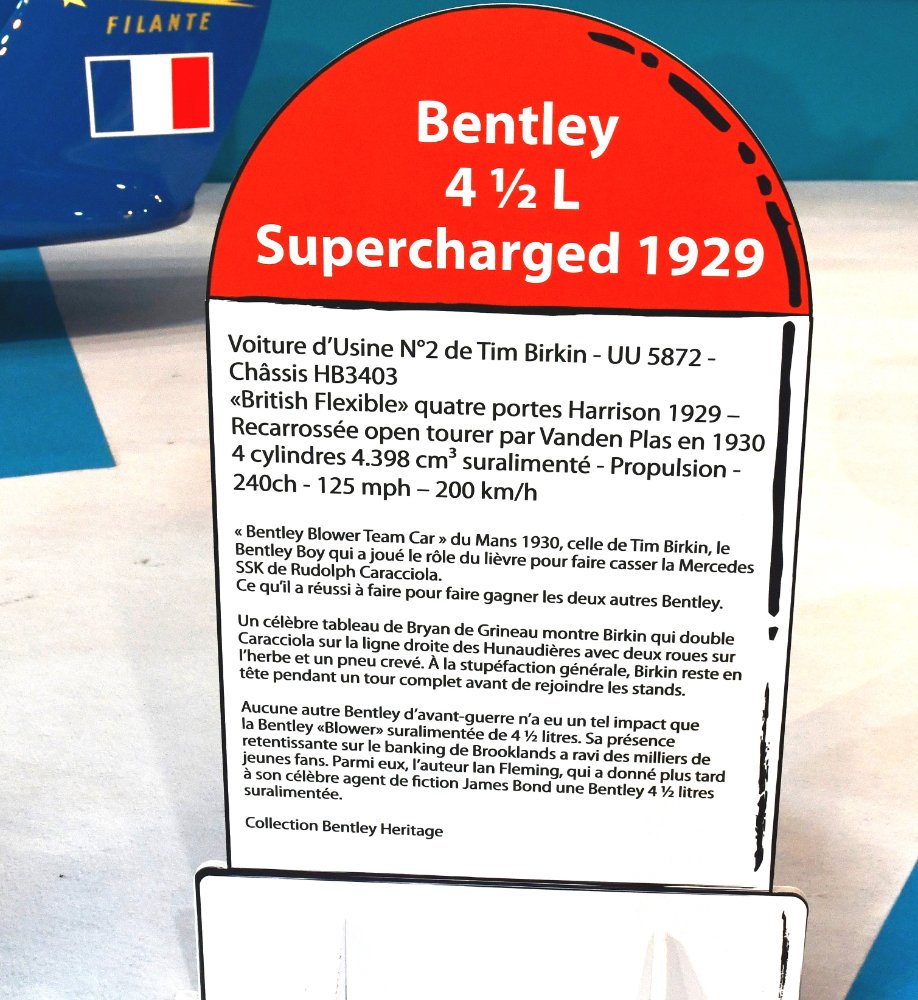 FILANTE
Bentley
4 ½ L
Supercharged 1929
Voiture d’Usine N°2 de Tim Birkin - UU 5872 -
Châssis HB3403
«British Flexible» quatre portes Harrison 1929 –
Recarrossée open tourer par Vanden Plas en 1930
4 cylindres 4.398 cm³ suralimenté - Propulsion -
240ch - 125 mph – 200 km/h
« Bentley Blower Team Car » du Mans 1930, celle de Tim Birkin, le
Bentley Boy qui a joué le rôle du lièvre pour faire casser la Mercedes
SSK de Rudolph Caracciola.
Ce qu’il a réussi à faire pour faire gagner les deux autres Bentley.
Un célèbre tableau de Bryan de Grineau montre Birkin qui double
Caracciola sur la ligne droite des Hunaudières avec deux roues sur
l’herbe et un pneu crevé. À la stupéfaction générale, Birkin reste en
tête pendant un tour complet avant de rejoindre les stands.
Aucune autre Bentley d’avant-guerre n’a eu un tel impact que
la Bentley «Blower» suralimentée de 4 ½ litres. Sa présence
retentissante sur le banking de Brooklands a ravi des milliers de
jeunes fans. Parmi eux, l’auteur Ian Fleming, qui a donné plus tard
à son célèbre agent de fiction James Bond une Bentley 4 ½ litres
suralimentée.
Collection Bentley Heritage